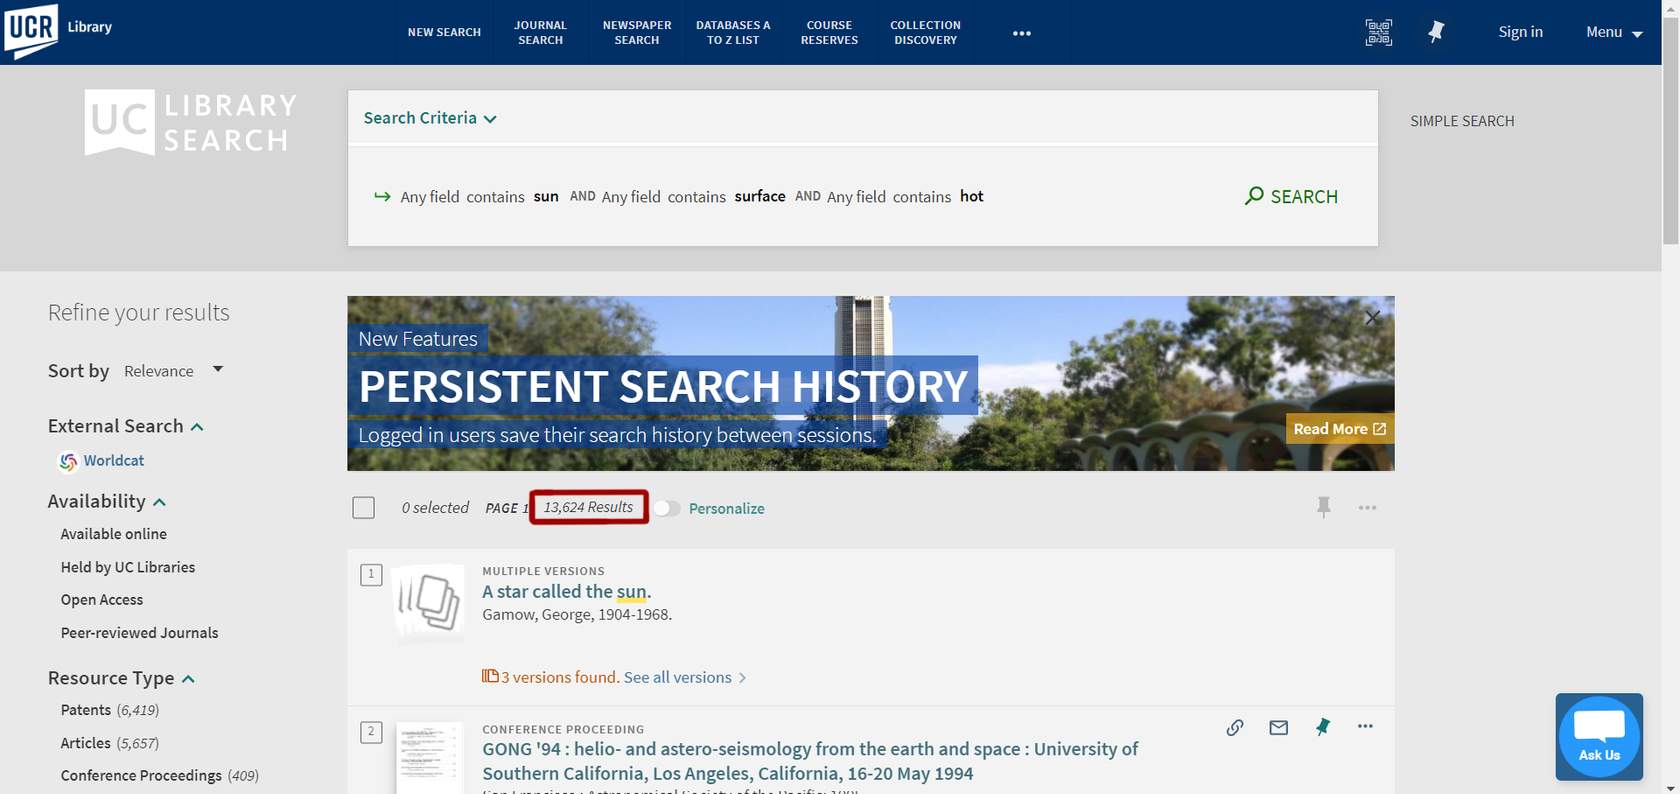 UCR Library
NEW SEARCH
JOURNAL
SEARCH
NEWSPAPER
SEARCH
DATABASES A
TO Z LIST
COURSE
RESERVES
COLLECTION
DISCOVERY
Sign in
Menu
UC LIBRARY
SEARCH
Search Criteria
SIMPLE SEARCH
Any field contains sun AND Any field contains surface AND Any field contains hot
SEARCH
Refine your results
Sort by Relevance
External Search
Worldcat
Availability
Available online
Held by UC Libraries
Open Access
Peer-reviewed Journals
Resource Type
Patents (6,419)
Articles (5,657)
Conference Proceedings (409)
New Features
PERSISTENT SEARCH HISTORY
Logged in users save their search history between sessions.
Read More
0 selected PAGE 1 13,624 Results Personalize
1
MULTIPLE VERSIONS
A star called the sun.
Gamow, George, 1904-1968.
3 versions found. See all versions
2
CONFERENCE PROCEEDING
GONG '94 : helio- and astero-seismology from the earth and space : University of
Southern California, Los Angeles, California, 16-20 May 1994
Ask Us